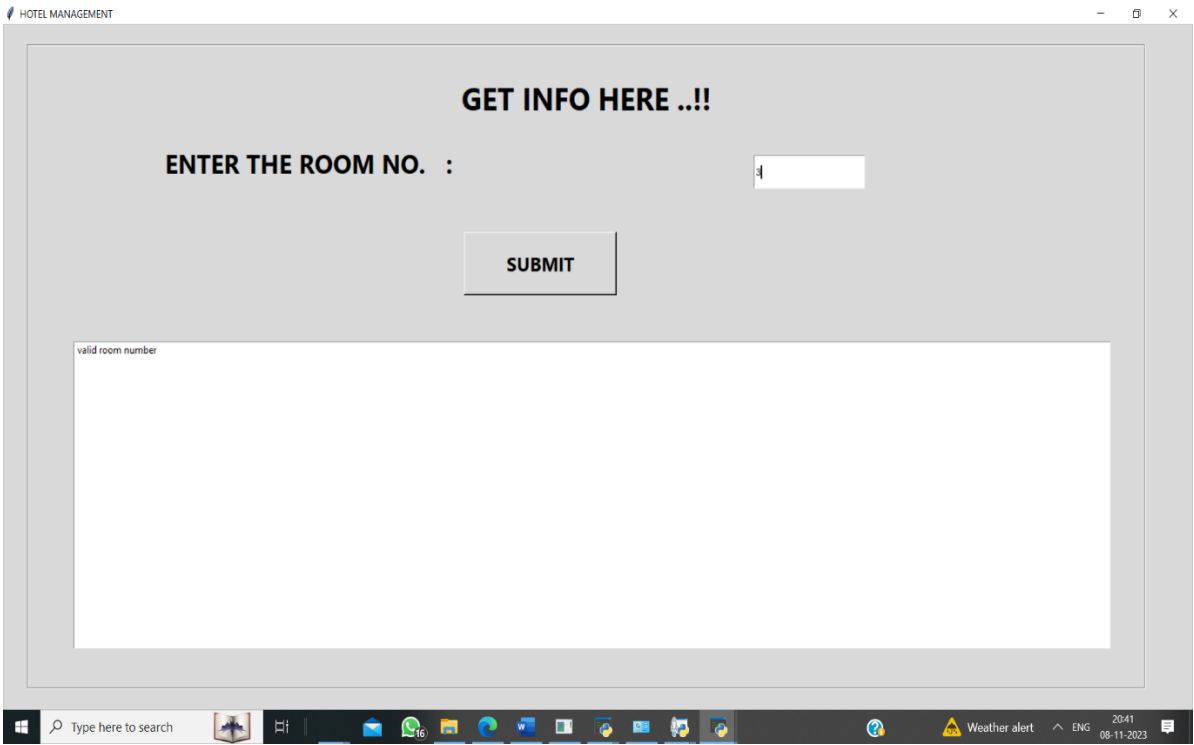 HOTEL MANAGEMENT
GET INFO HERE ..!!
ENTER THE ROOM NO. :
3
SUBMIT
valid room number
Type here to search
16
Weather alert
ENG
20:41
08-11-2023